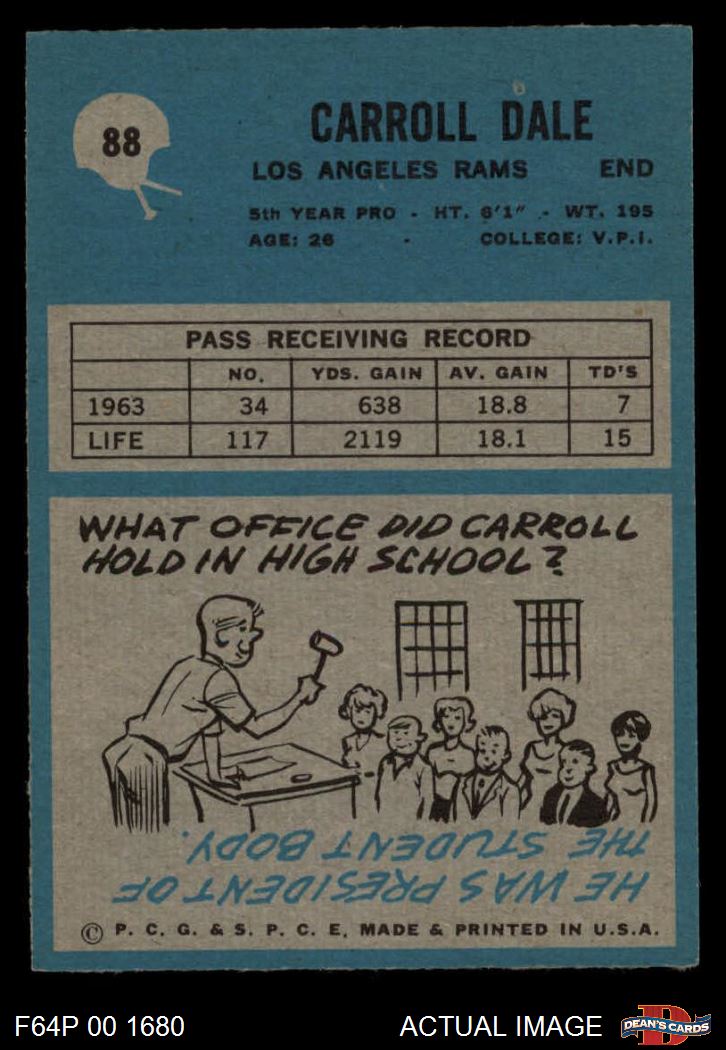 88
CARROLL DALE
LOS ANGELES RAMS END
5th YEAR PRO - HT. 6'1" - WT. 195
AGE: 26 - COLLEGE: V.P.I.
PASS RECEIVING RECORD
NO. YDS. GAIN AV. GAIN TD'S
1963 34 638 18.8 7
LIFE 117 2119 18.1 15
WHAT OFFICE DID CARROLL
HOLD IN HIGH SCHOOL?
HE WAS PRESIDENT OF
THE STUDENT BODY.
© P. C. G. & S. P. C. E. MADE & PRINTED IN U.S.A.
F64P 00 1680 ACTUAL IMAGE
D
DEAN'S CARDS